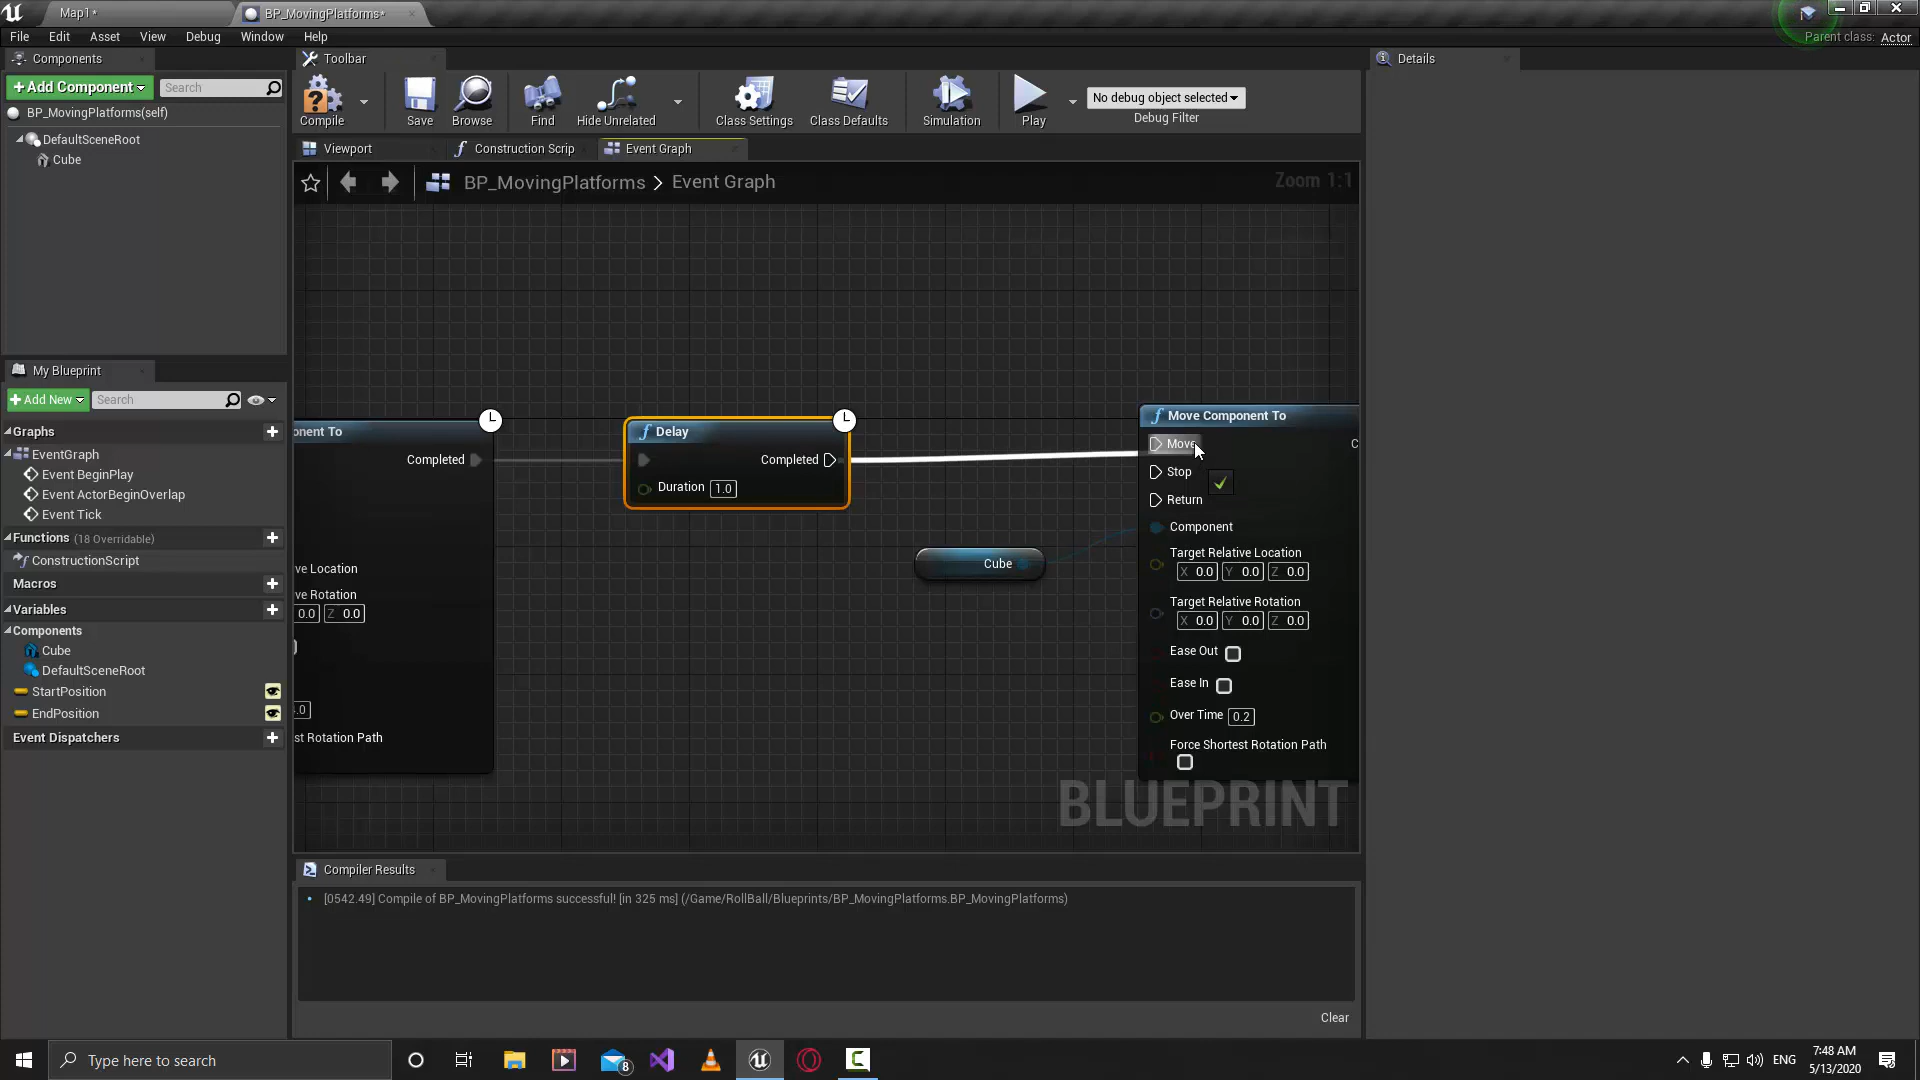 Map1*
BP_MovingPlatforms*
File Edit Asset View Debug Window Help
Parent class: Actor
Components
+Add Component
Search
BP_MovingPlatforms(self)
DefaultSceneRoot
Cube
My Blueprint
+Add New
Search
Graphs
EventGraph
Event BeginPlay
Event ActorBeginOverlap
Event Tick
Functions (18 Overridable)
ConstructionScript
Macros
Variables
Components
Cube
DefaultSceneRoot
StartPosition
EndPosition
Event Dispatchers
Toolbar
Compile
Save
Browse
Find
Hide Unrelated
Class Settings
Class Defaults
Simulation
Play
No debug object selected
Debug Filter
Viewport
Construction Scrip
Event Graph
BP_MovingPlatforms > Event Graph
Zoom 1:1
onent To
Completed
ve Location
ve Rotation
0.0 Z 0.0
.0
st Rotation Path
Delay
Completed
Duration 1.0
Cube
Move Component To
Move
C
Stop
Return
Component
Target Relative Location
X 0.0 Y 0.0 Z 0.0
Target Relative Rotation
X 0.0 Y 0.0 Z 0.0
Ease Out
Ease In
Over Time 0.2
Force Shortest Rotation Path
BLUEPRINT
Compiler Results
[0542.49] Compile of BP_MovingPlatforms successful! [in 325 ms] (/Game/RollBall/Blueprints/BP_MovingPlatforms.BP_MovingPlatforms)
Clear
Details
Type here to search
8
ENG
7:48 AM
5/13/2020